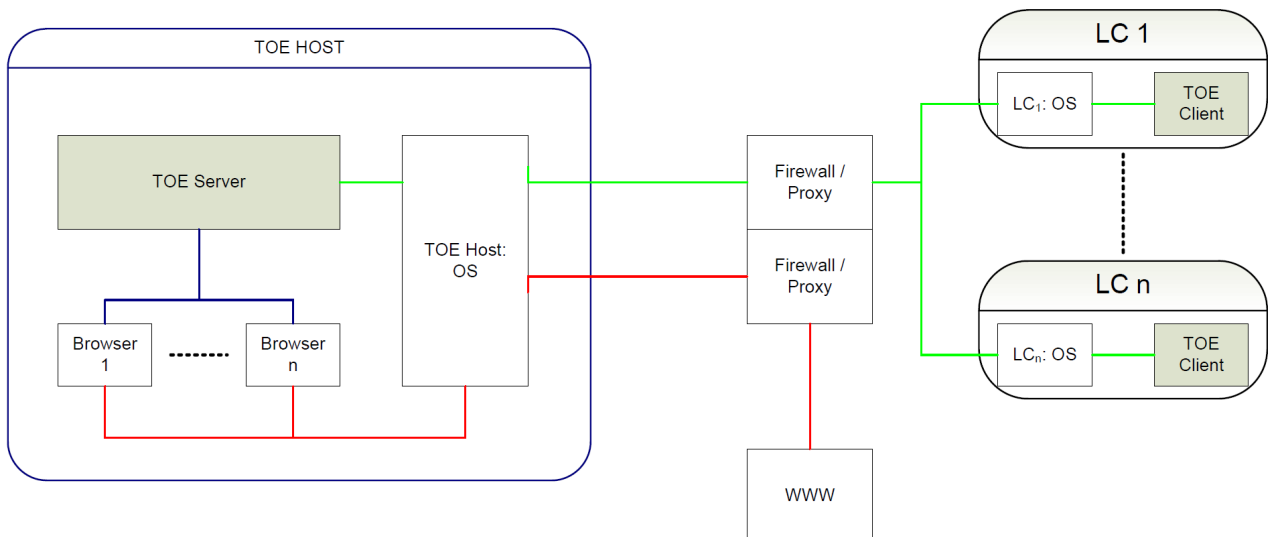 TOE HOST
TOE Server
TOE Host:
OS
Browser
1
Browser
n
Firewall /
Proxy
Firewall /
Proxy
WWW
LC 1
LC₁: OS
TOE
Client
LC n
LCₙ: OS
TOE
Client